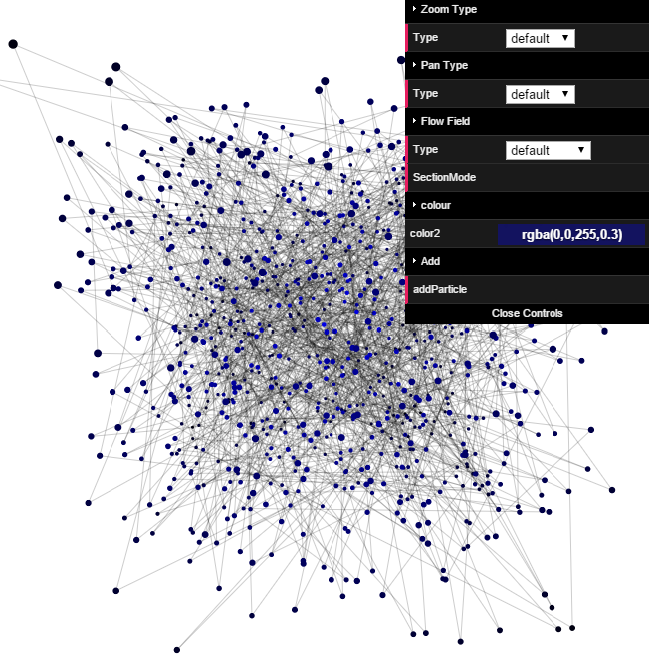 Zoom Type
Type default
Pan Type
Type default
Flow Field
Type default
SectionMode
colour
color2 rgba(0,0,255,0.3)
Add
addParticle
Close Controls